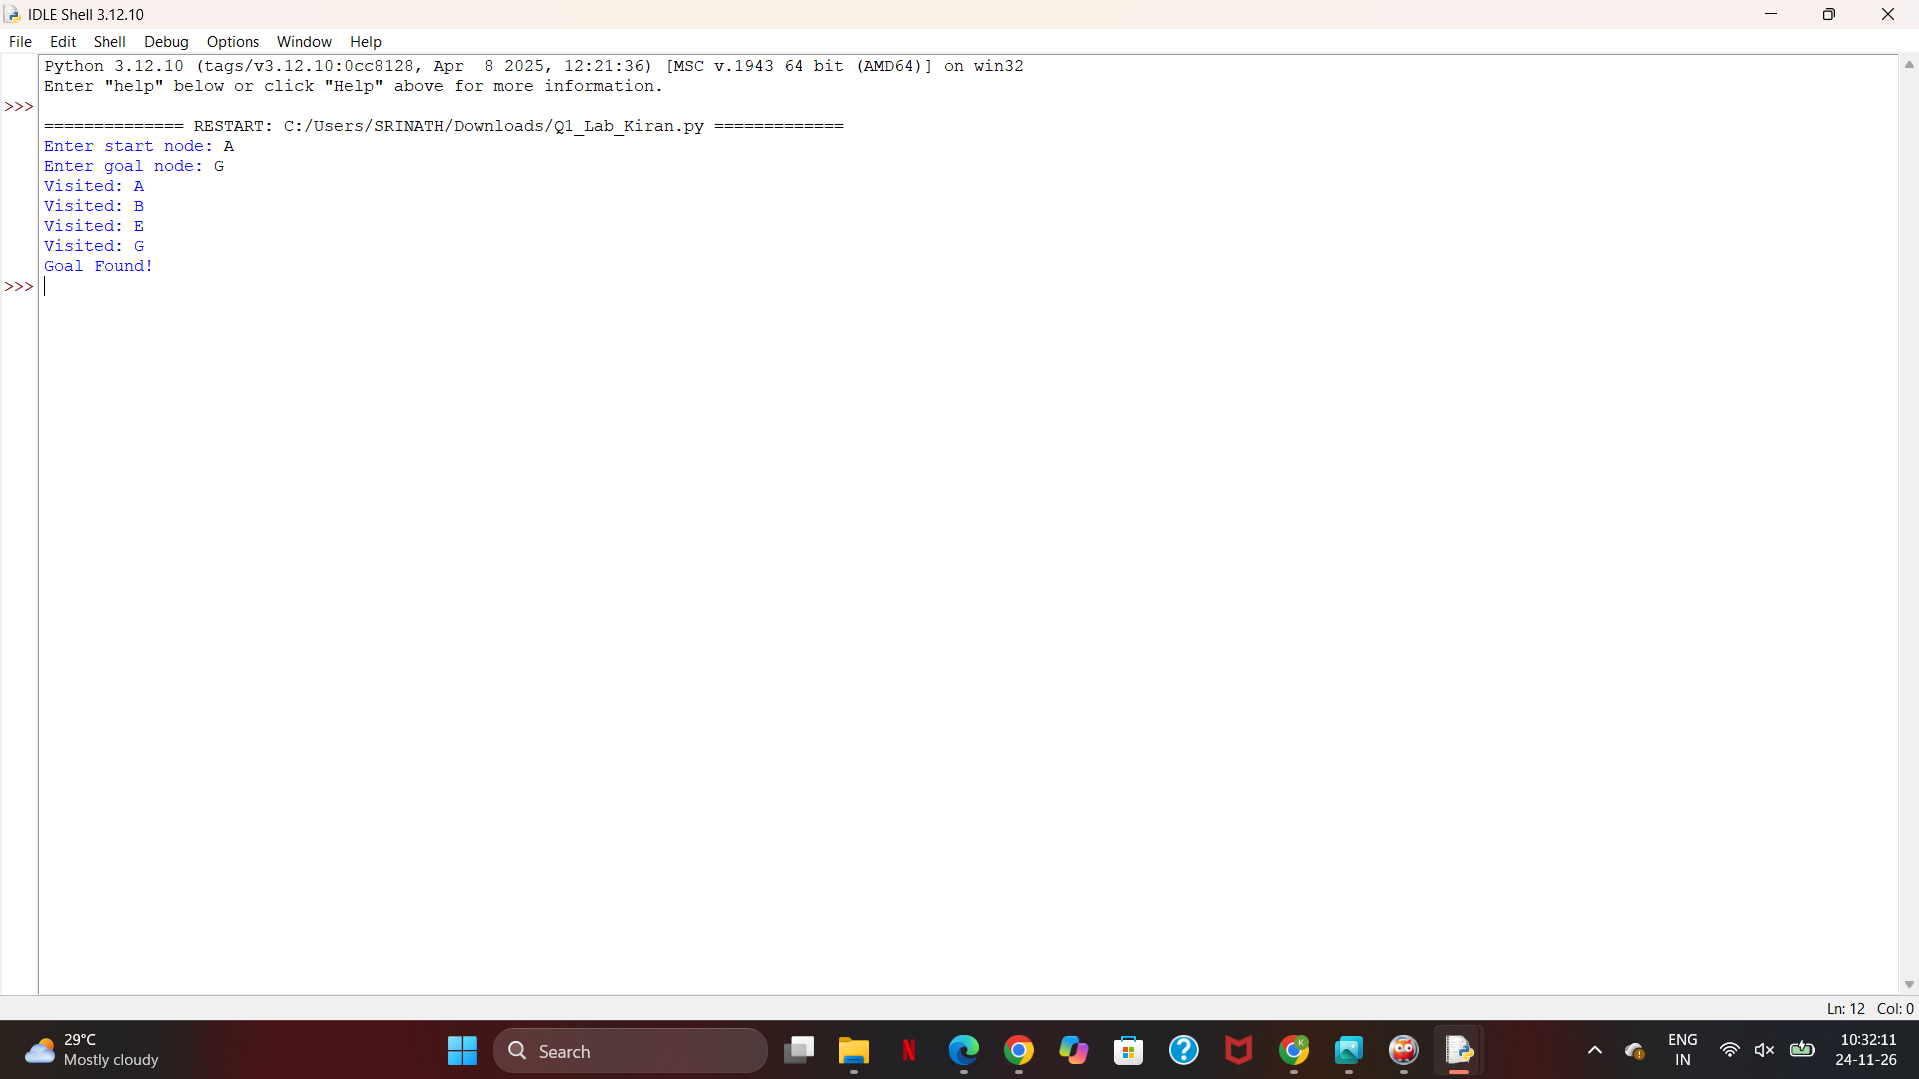 IDLE Shell 3.12.10
File Edit Shell Debug Options Window Help
Python 3.12.10 (tags/v3.12.10:0cc8128, Apr  8 2025, 12:21:36) [MSC v.1943 64 bit (AMD64)] on win32
Enter "help" below or click "Help" above for more information.
>>>
============== RESTART: C:/Users/SRINATH/Downloads/Q1_Lab_Kiran.py =============
Enter start node: A
Enter goal node: G
Visited: A
Visited: B
Visited: E
Visited: G
Goal Found!
>>>
Ln: 12 Col: 0
29°C
Mostly cloudy
Search
N
K
ENG
IN
10:32:11
24-11-26